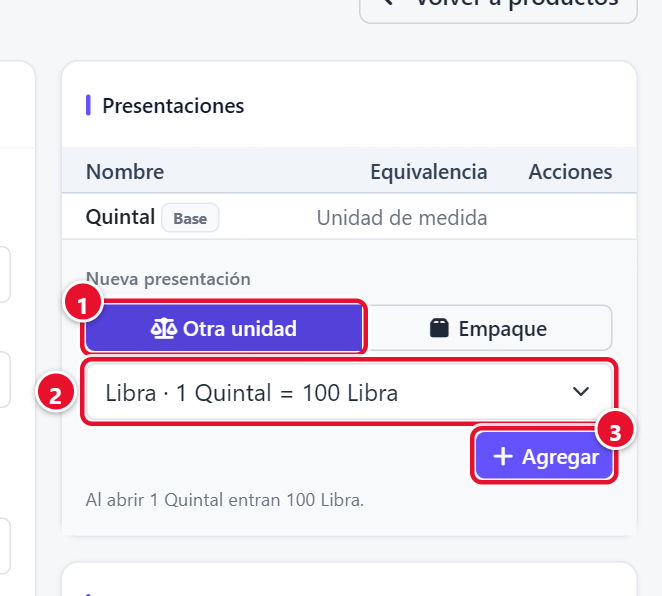 Volver a productos
Presentaciones
Nombre Equivalencia Acciones
Quintal Base Unidad de medida
Nueva presentación
1
Otra unidad Empaque
2
Libra · 1 Quintal = 100 Libra
3
+ Agregar
Al abrir 1 Quintal entran 100 Libra.